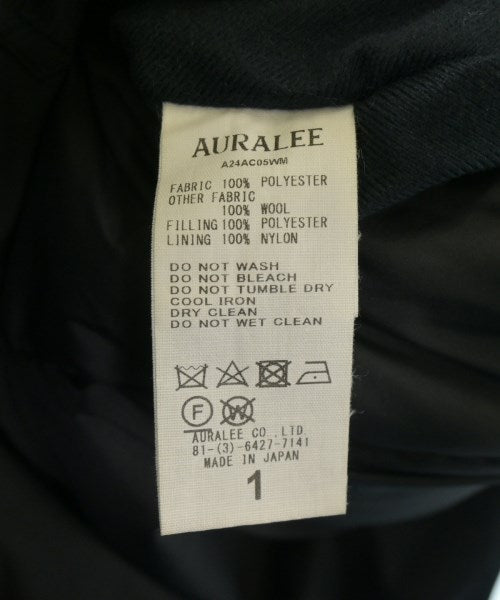 AURALEE
A24AC05WM
FABRIC 100% POLYESTER
OTHER FABRIC
100% WOOL
FILLING 100% POLYESTER
LINING 100% NYLON
DO NOT WASH
DO NOT BLEACH
DO NOT TUMBLE DRY
COOL IRON
DRY CLEAN
DO NOT WET CLEAN
F W
AURALEE CO., LTD.
81-(3)-6427-7141
MADE IN JAPAN
1